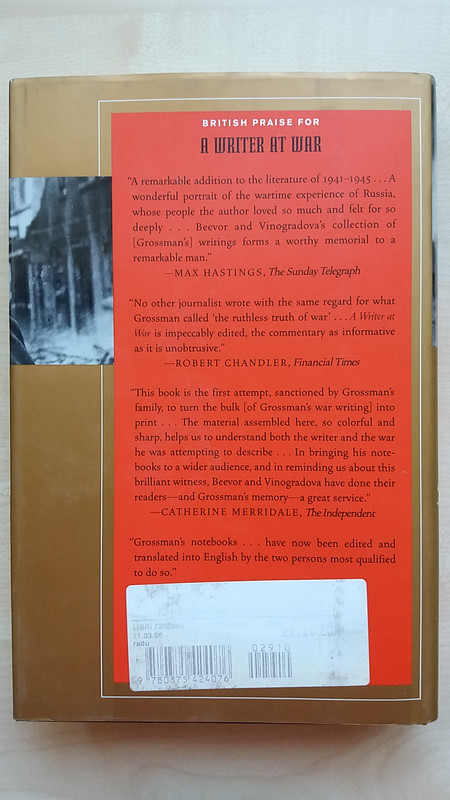 BRITISH PRAISE FOR
A WRITER AT WAR
"A remarkable addition to the literature of 1941–1945 . . . A
wonderful portrait of the wartime experience of Russia,
whose people the author loved so much and felt for so
deeply . . . Beevor and Vinogradova's collection of
[Grossman's] writings forms a worthy memorial to a
remarkable man."
—MAX HASTINGS, The Sunday Telegraph
"No other journalist wrote with the same regard for what
Grossman called 'the ruthless truth of war' . . . A Writer at
War is impeccably edited, the commentary as informative
as it is unobtrusive."
—ROBERT CHANDLER, Financial Times
"This book is the first attempt, sanctioned by Grossman's
family, to turn the bulk [of Grossman's war writing] into
print . . . The material assembled here, so colorful and
sharp, helps us to understand both the writer and the war
he was attempting to describe . . . In bringing his note-
books to a wider audience, and in reminding us about this
brilliant witness, Beevor and Vinogradova have done their
readers—and Grossman's memory—a great service."
—CATHERINE MERRIDALE, The Independent
"Grossman's notebooks . . . have now been edited and
translated into English by the two persons most qualified
to do so."
11.03.06
radu
02910
9 780375 424076